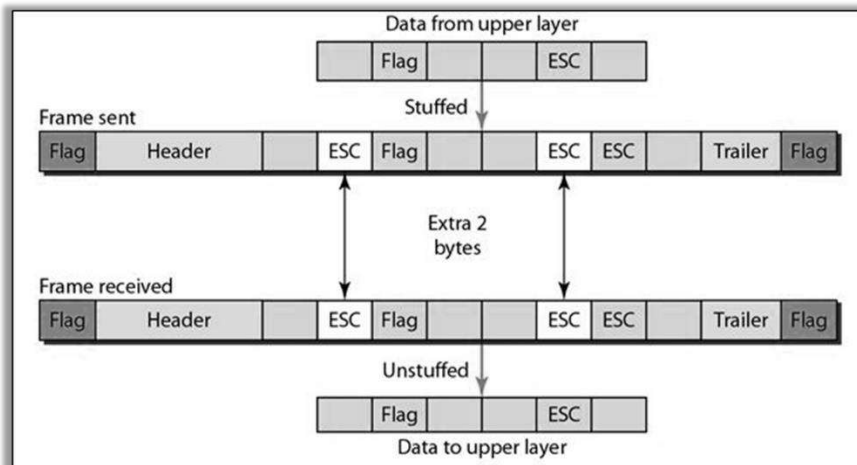 Data from upper layer
Flag ESC
Stuffed
Frame sent
Flag Header ESC Flag ESC ESC Trailer Flag
Extra 2
bytes
Frame received
Flag Header ESC Flag ESC ESC Trailer Flag
Unstuffed
Flag ESC
Data to upper layer